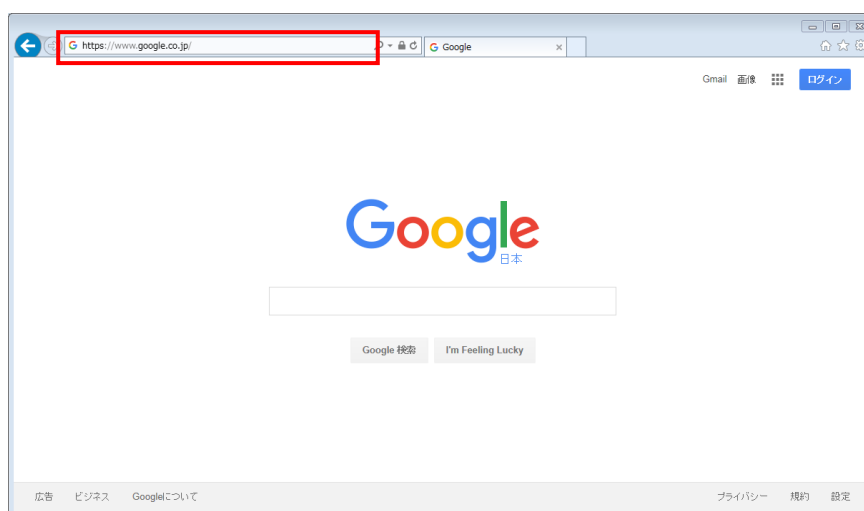 https://www.google.co.jp/
Google
Gmail 画像 ログイン
Google
日本
Google 検索 I'm Feeling Lucky
広告 ビジネス Googleについて プライバシー 規約 設定